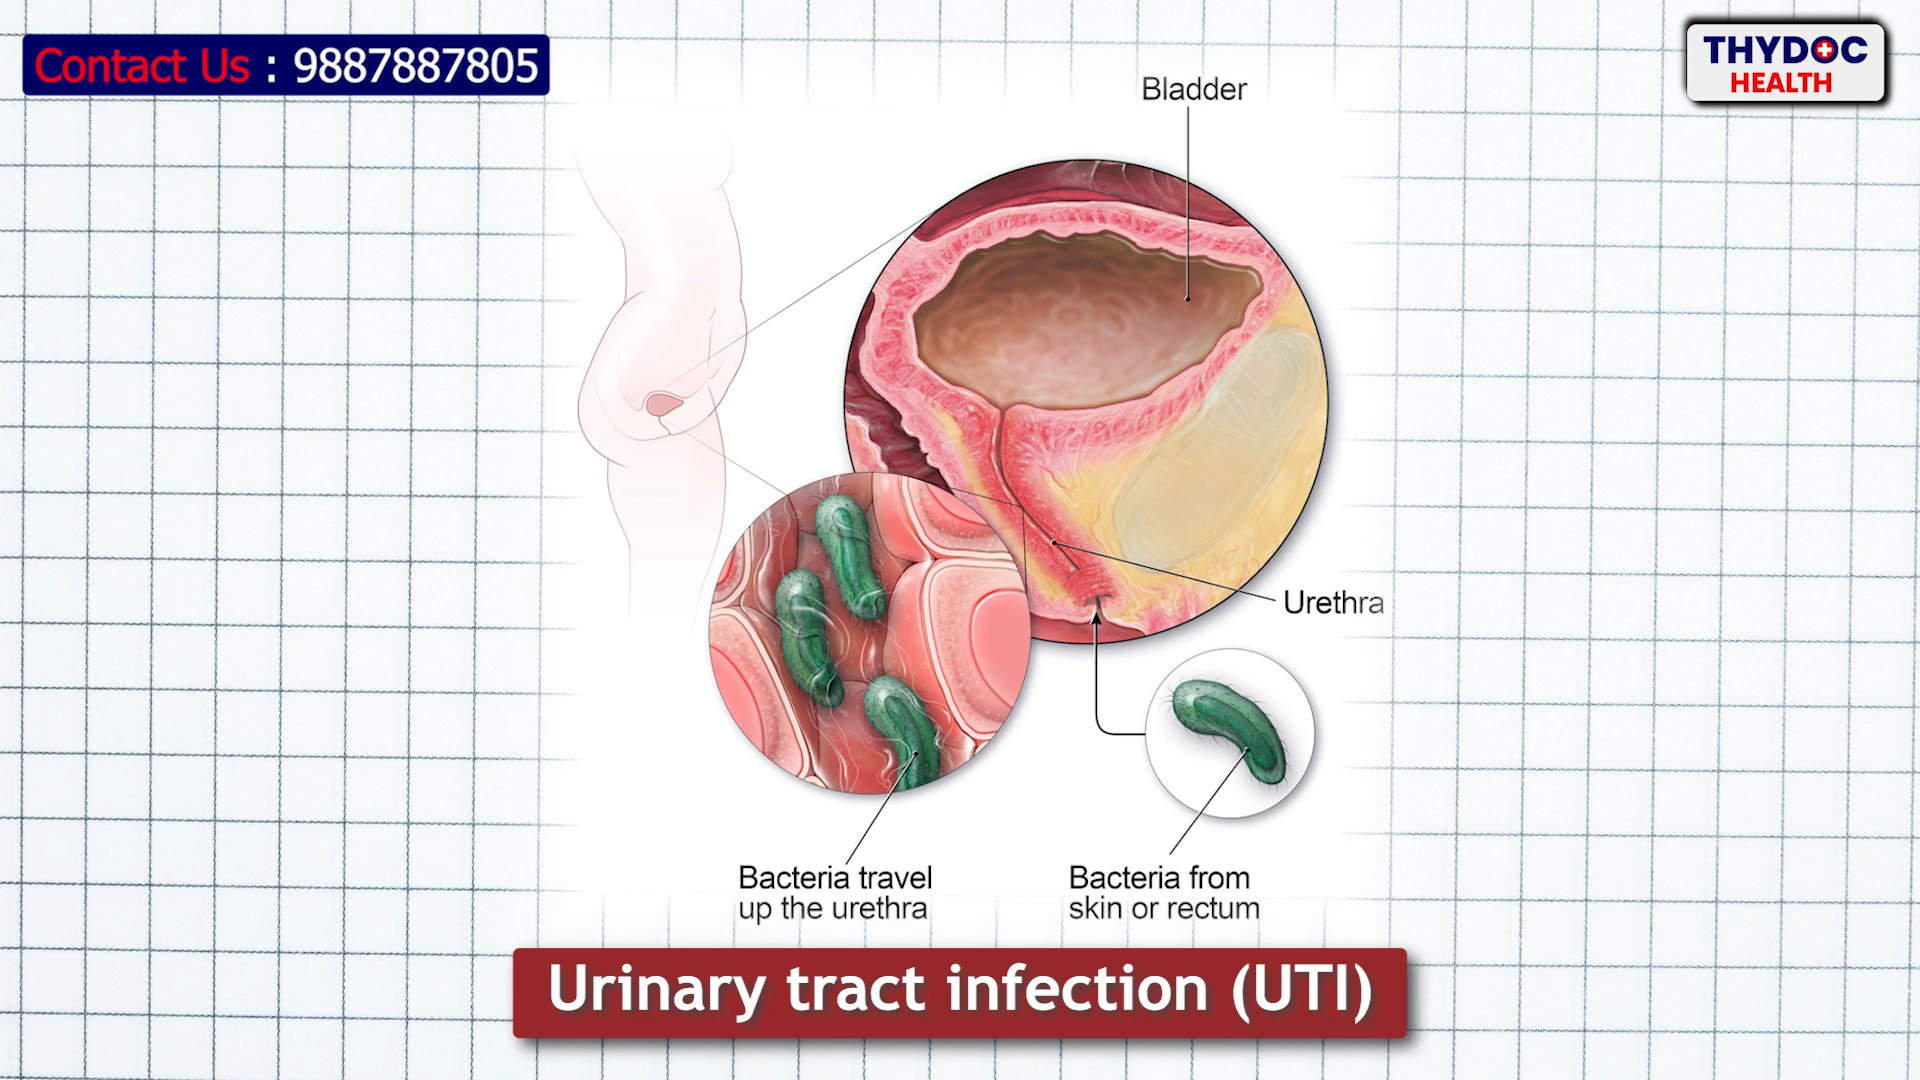 Contact Us : 9887887805
THYDOC
HEALTH
Bladder
Urethra
Bacteria travel
up the urethra
Bacteria from
skin or rectum
Urinary tract infection (UTI)